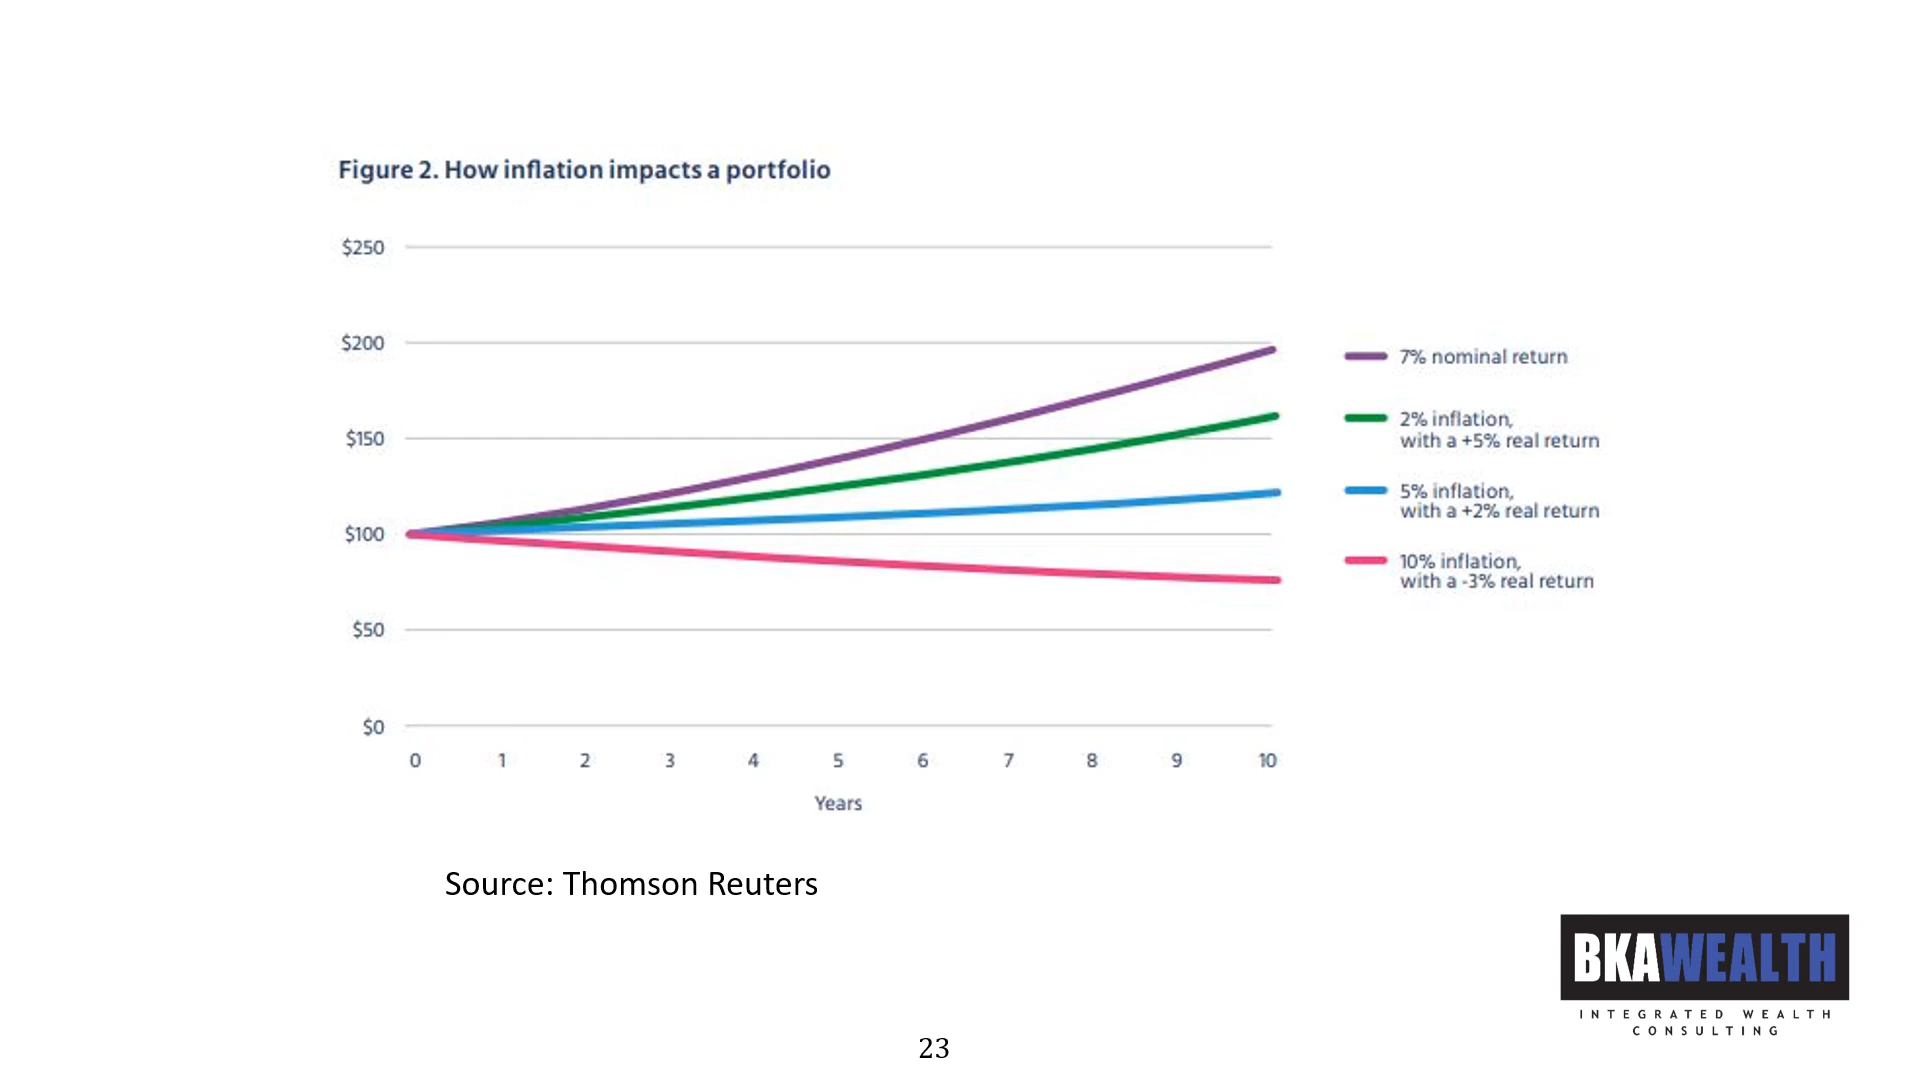 Figure 2. How inflation impacts a portfolio
$250
$200
$150
$100
$50
$0
0 1 2 3 4 5 6 7 8 9 10
Years
7% nominal return
2% inflation,
with a +5% real return
5% inflation,
with a +2% real return
10% inflation,
with a -3% real return
Source: Thomson Reuters
BKAWEALTH
INTEGRATED WEALTH
CONSULTING
23